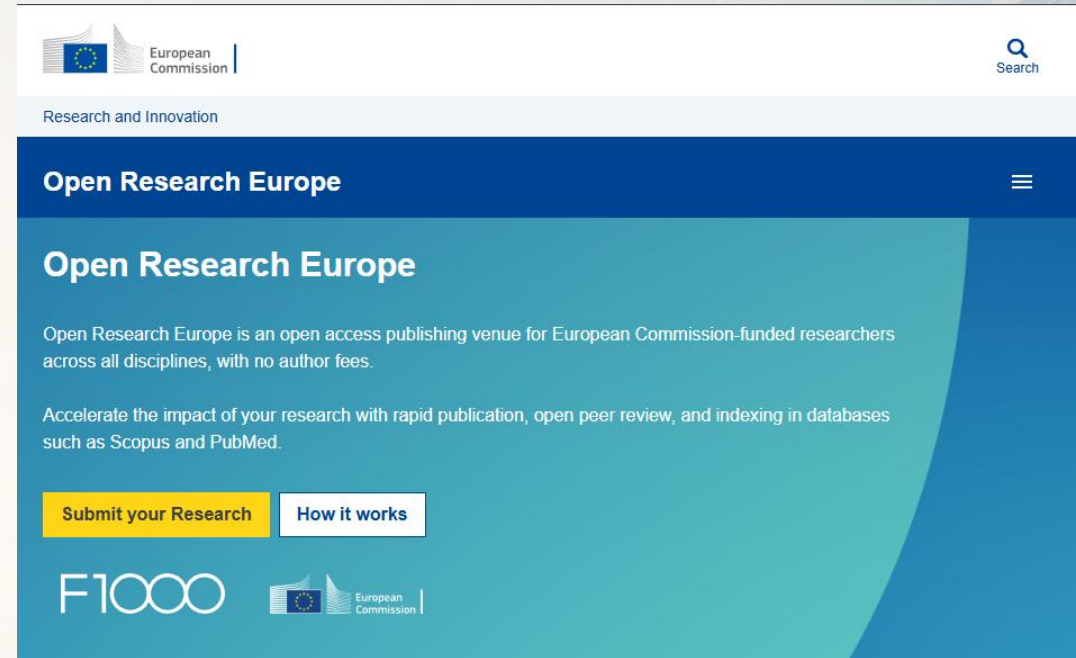 European
Commission
Search
Research and Innovation
Open Research Europe
Open Research Europe
Open Research Europe is an open access publishing venue for European Commission-funded researchers
across all disciplines, with no author fees.
Accelerate the impact of your research with rapid publication, open peer review, and indexing in databases
such as Scopus and PubMed.
Submit your Research
How it works
F1000
European
Commission